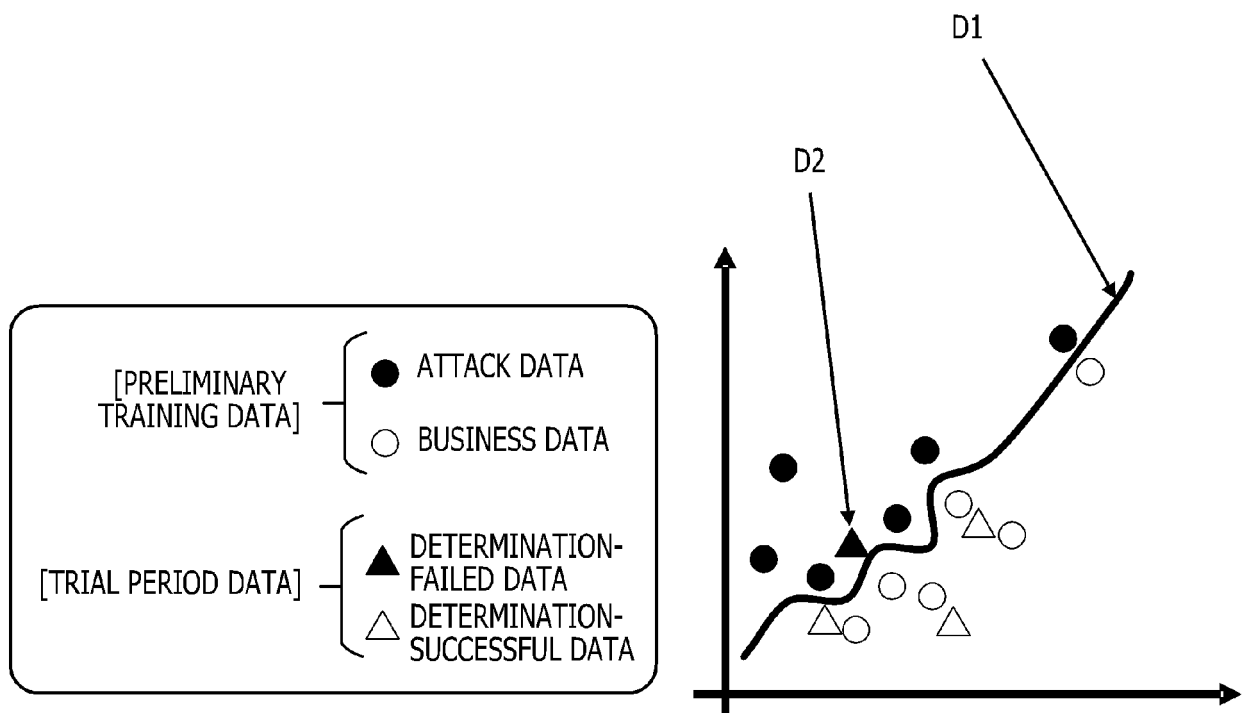 D1
D2
[PRELIMINARY
TRAINING DATA]
ATTACK DATA
BUSINESS DATA
[TRIAL PERIOD DATA]
DETERMINATION-
FAILED DATA
DETERMINATION-
SUCCESSFUL DATA